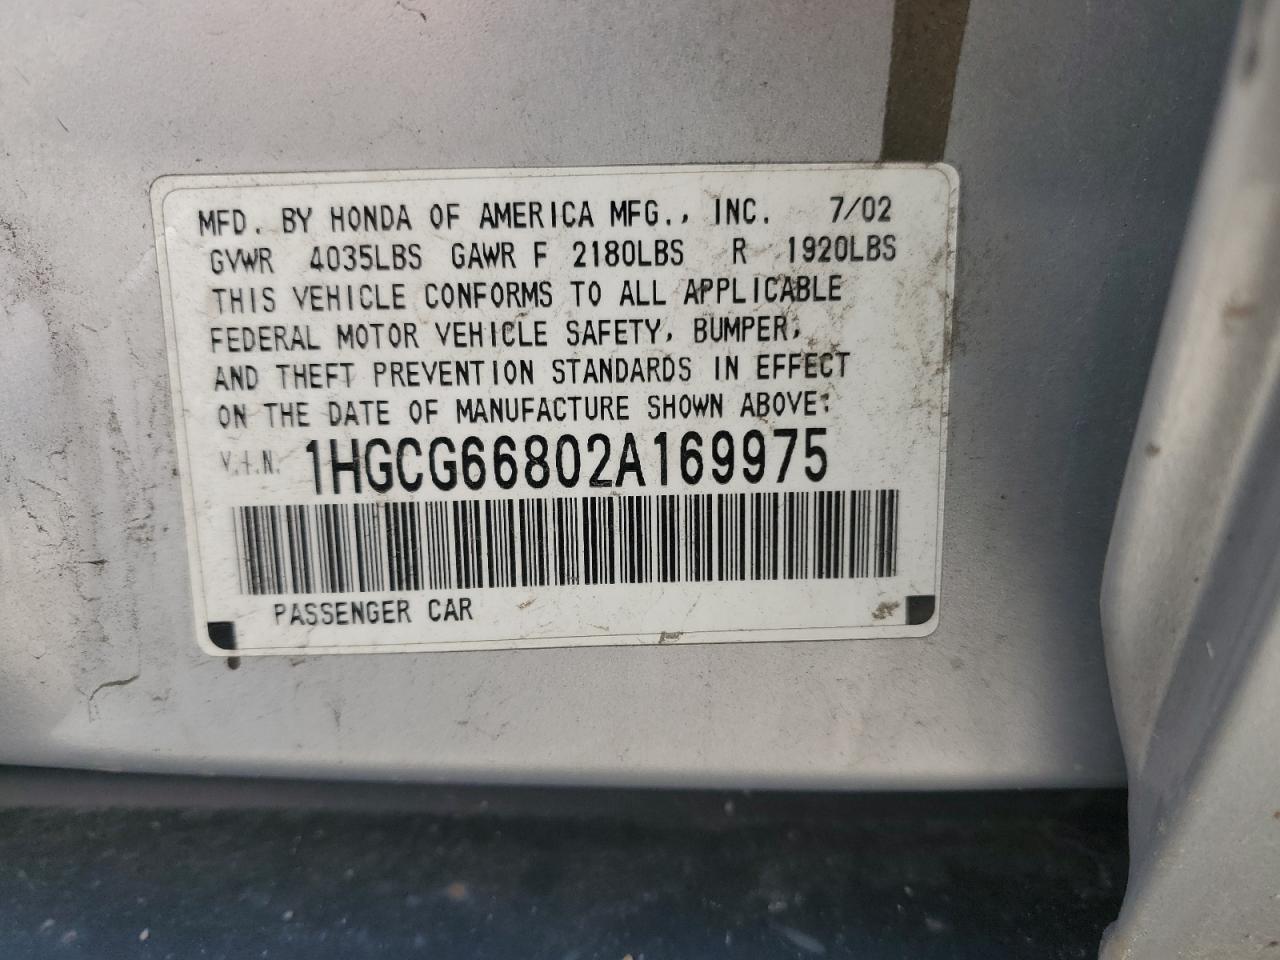 MFD. BY HONDA OF AMERICA MFG., INC. 7/02
GVWR 4035LBS GAWR F 2180LBS R 1920LBS
THIS VEHICLE CONFORMS TO ALL APPLICABLE
FEDERAL MOTOR VEHICLE SAFETY, BUMPER,
AND THEFT PREVENTION STANDARDS IN EFFECT
ON THE DATE OF MANUFACTURE SHOWN ABOVE:
V.I.N. 1HGCG66802A169975
PASSENGER CAR